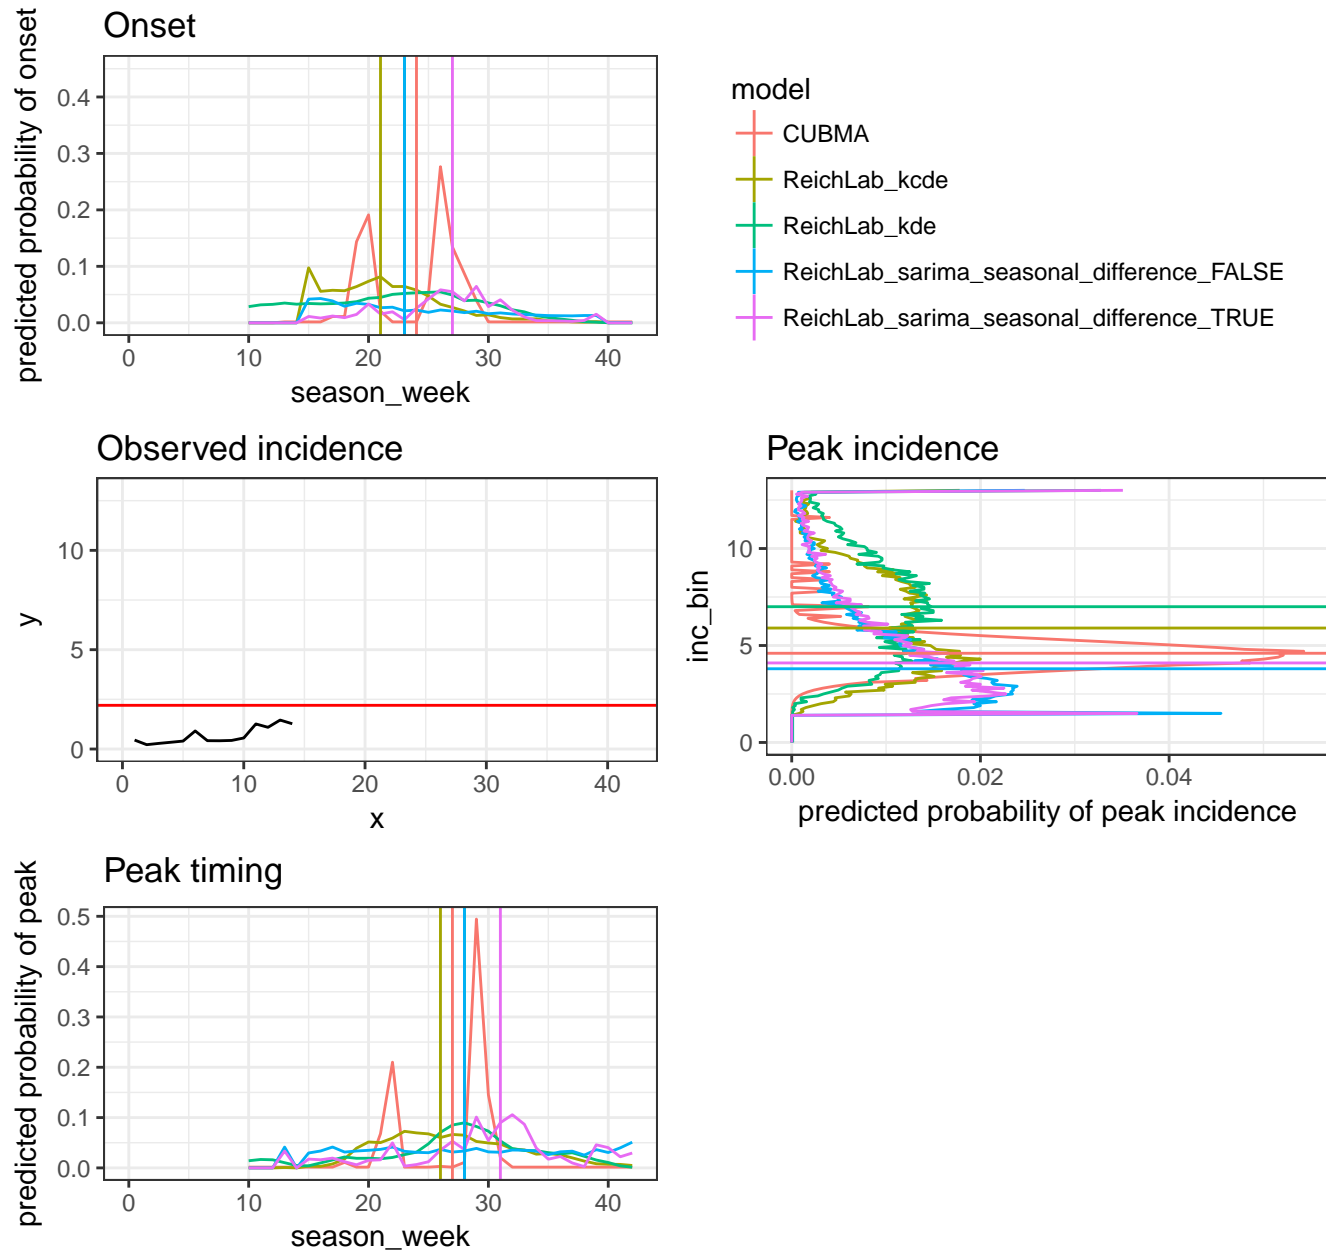 Onset
predicted probability of onset
0.4
0.3
0.2
0.1
0.0
0 10 20 30 40
season_week
model
CUBMA
ReichLab_kcde
ReichLab_kde
ReichLab_sarima_seasonal_difference_FALSE
ReichLab_sarima_seasonal_difference_TRUE
Observed incidence
y
10
5
0
0 10 20 30 40
x
Peak incidence
inc_bin
10
5
0
0.00 0.02 0.04
predicted probability of peak incidence
Peak timing
predicted probability of peak
0.5
0.4
0.3
0.2
0.1
0.0
0 10 20 30 40
season_week